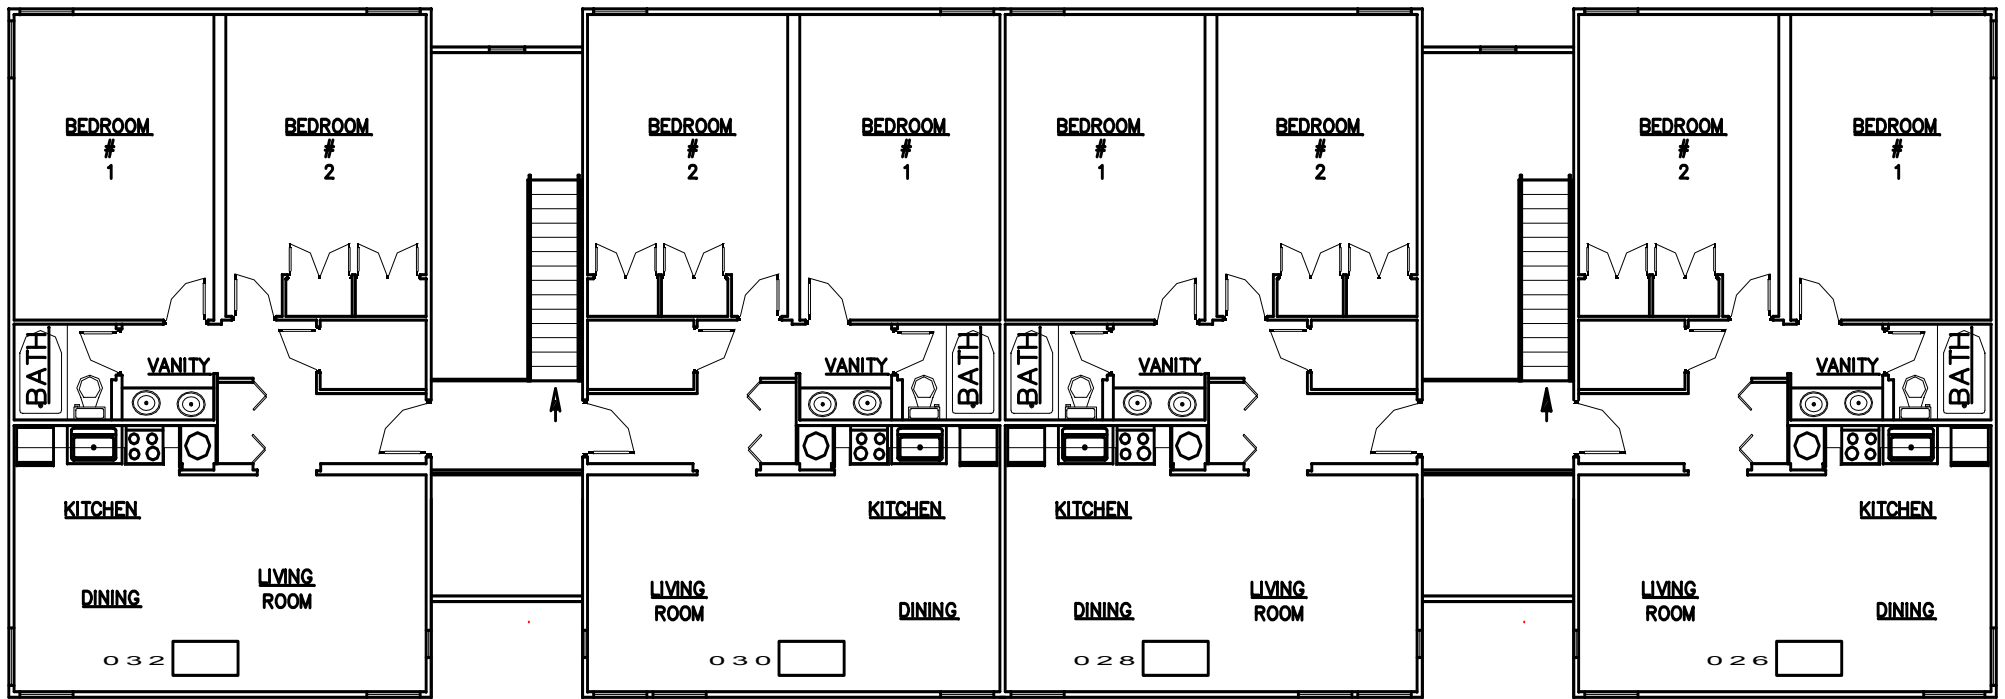 BEDROOM
#
1
BEDROOM
#
2
BEDROOM
#
2
BEDROOM
#
1
BEDROOM
#
1
BEDROOM
#
2
BEDROOM
#
2
BEDROOM
#
1
BATH
VANITY
VANITY
BATH
BATH
VANITY
VANITY
BATH
KITCHEN
KITCHEN
KITCHEN
KITCHEN
DINING
LIVING
ROOM
LIVING
ROOM
DINING
DINING
LIVING
ROOM
LIVING
ROOM
DINING
032
030
028
026